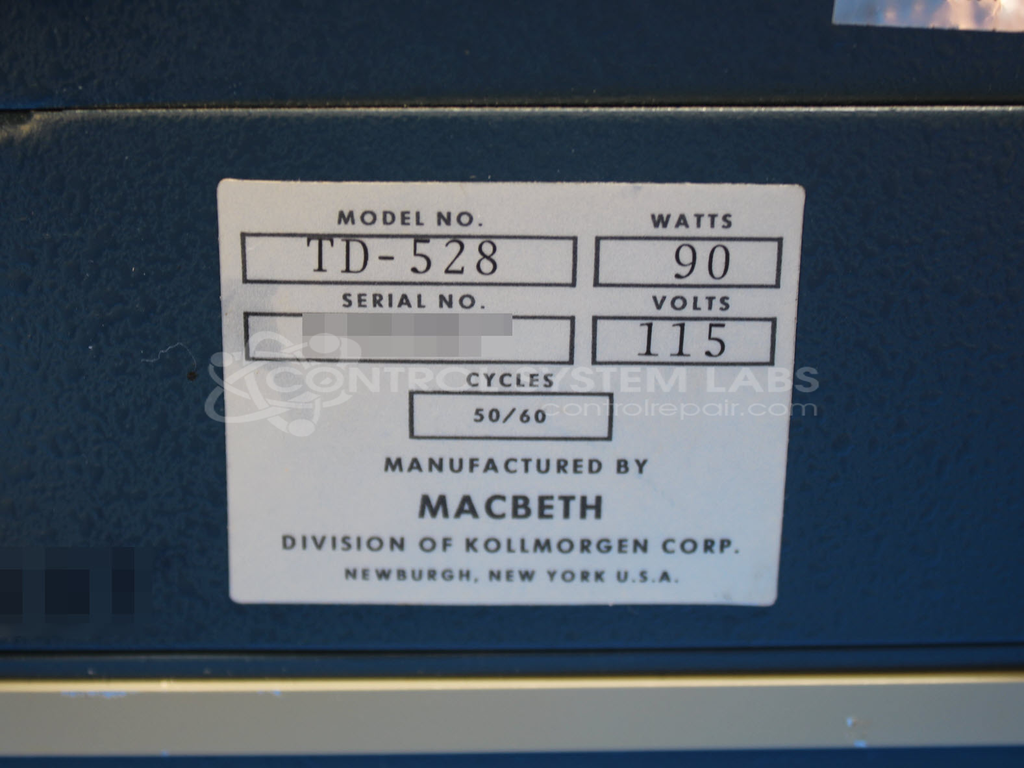 MODEL NO. WATTS
TD-528 90
SERIAL NO. VOLTS
115
CONTROL SYSTEM LABS
CYCLES
controlrepair.com
50/60
MANUFACTURED BY
MACBETH
DIVISION OF KOLLMORGEN CORP.
NEWBURGH, NEW YORK U.S.A.